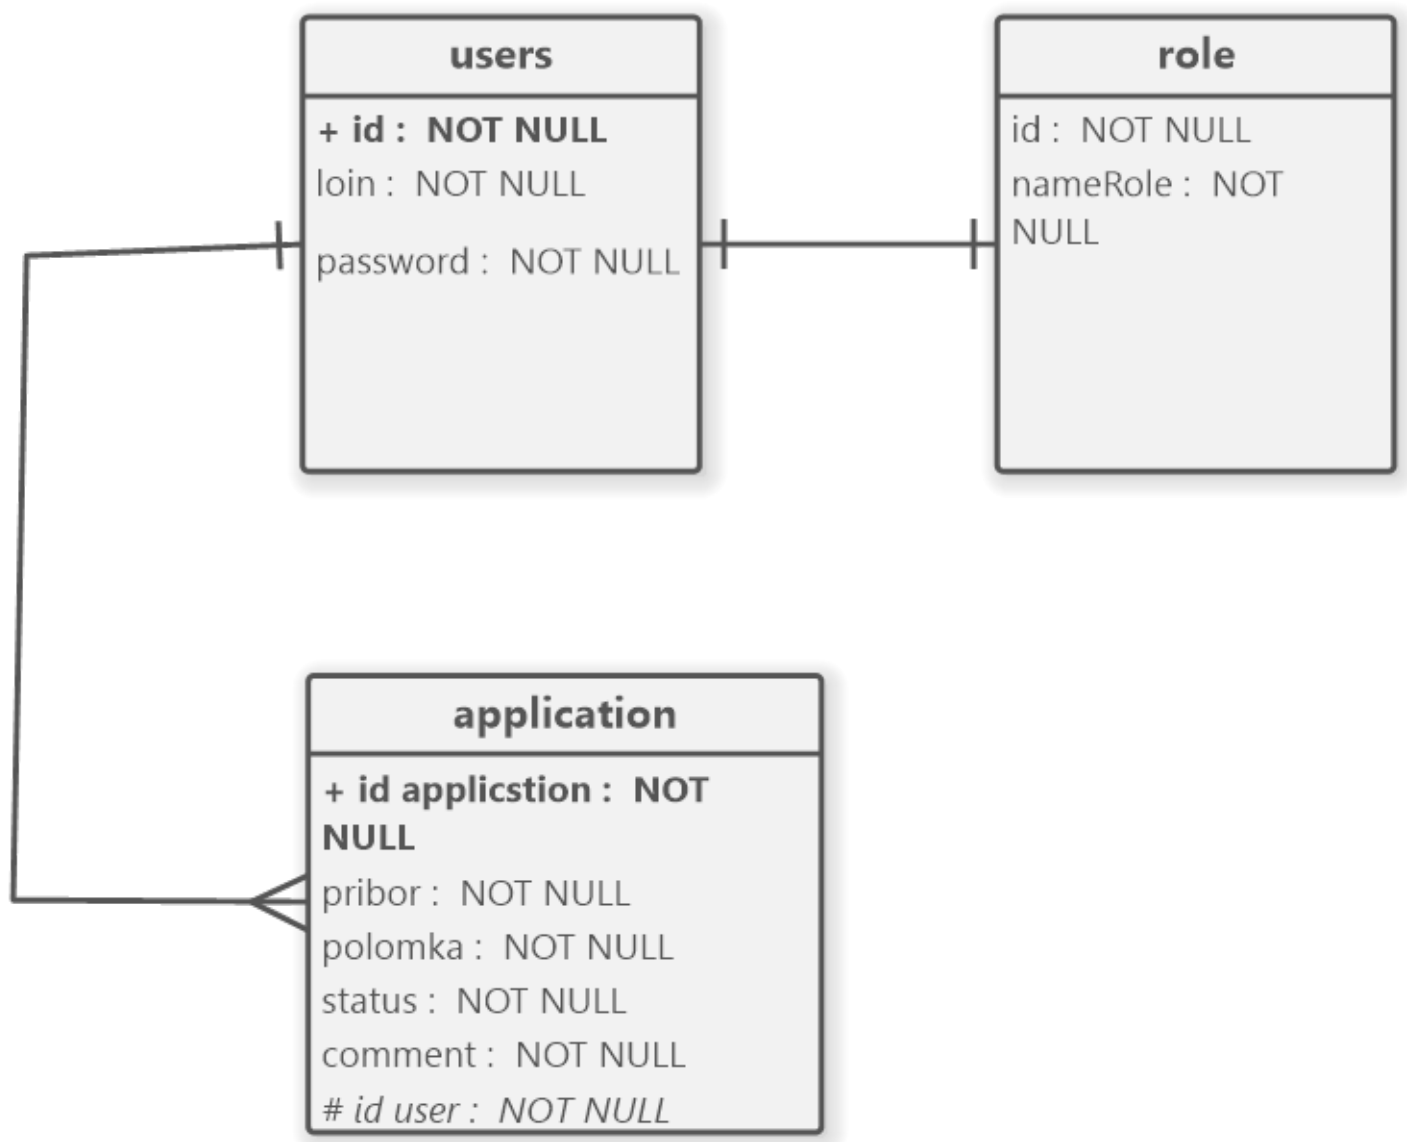 users
+ id : NOT NULL
loin : NOT NULL
password : NOT NULL
role
id : NOT NULL
nameRole : NOT
NULL
application
+ id applicstion : NOT
NULL
pribor : NOT NULL
polomka : NOT NULL
status : NOT NULL
comment : NOT NULL
# id user : NOT NULL